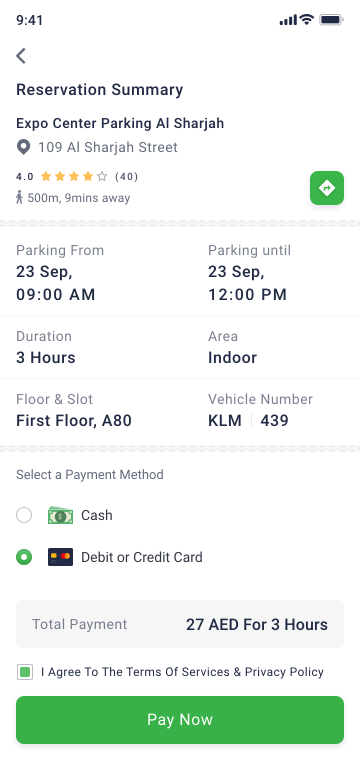 9:41
Reservation Summary
Expo Center Parking Al Sharjah
109 Al Sharjah Street
4.0 (40)
500m, 9mins away
Parking From
23 Sep,
09:00 AM
Parking until
23 Sep,
12:00 PM
Duration
3 Hours
Area
Indoor
Floor & Slot
First Floor, A80
Vehicle Number
KLM 439
Select a Payment Method
Cash
Debit or Credit Card
Total Payment 27 AED For 3 Hours
I Agree To The Terms Of Services & Privacy Policy
Pay Now